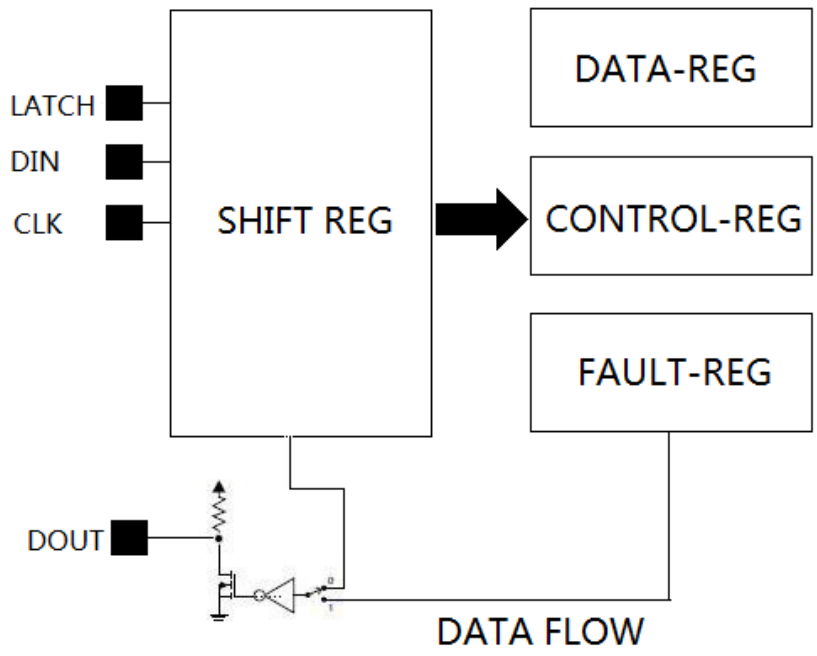 DATA-REG
LATCH
DIN
CLK
SHIFT REG
CONTROL-REG
FAULT-REG
DOUT
0
1
DATA FLOW